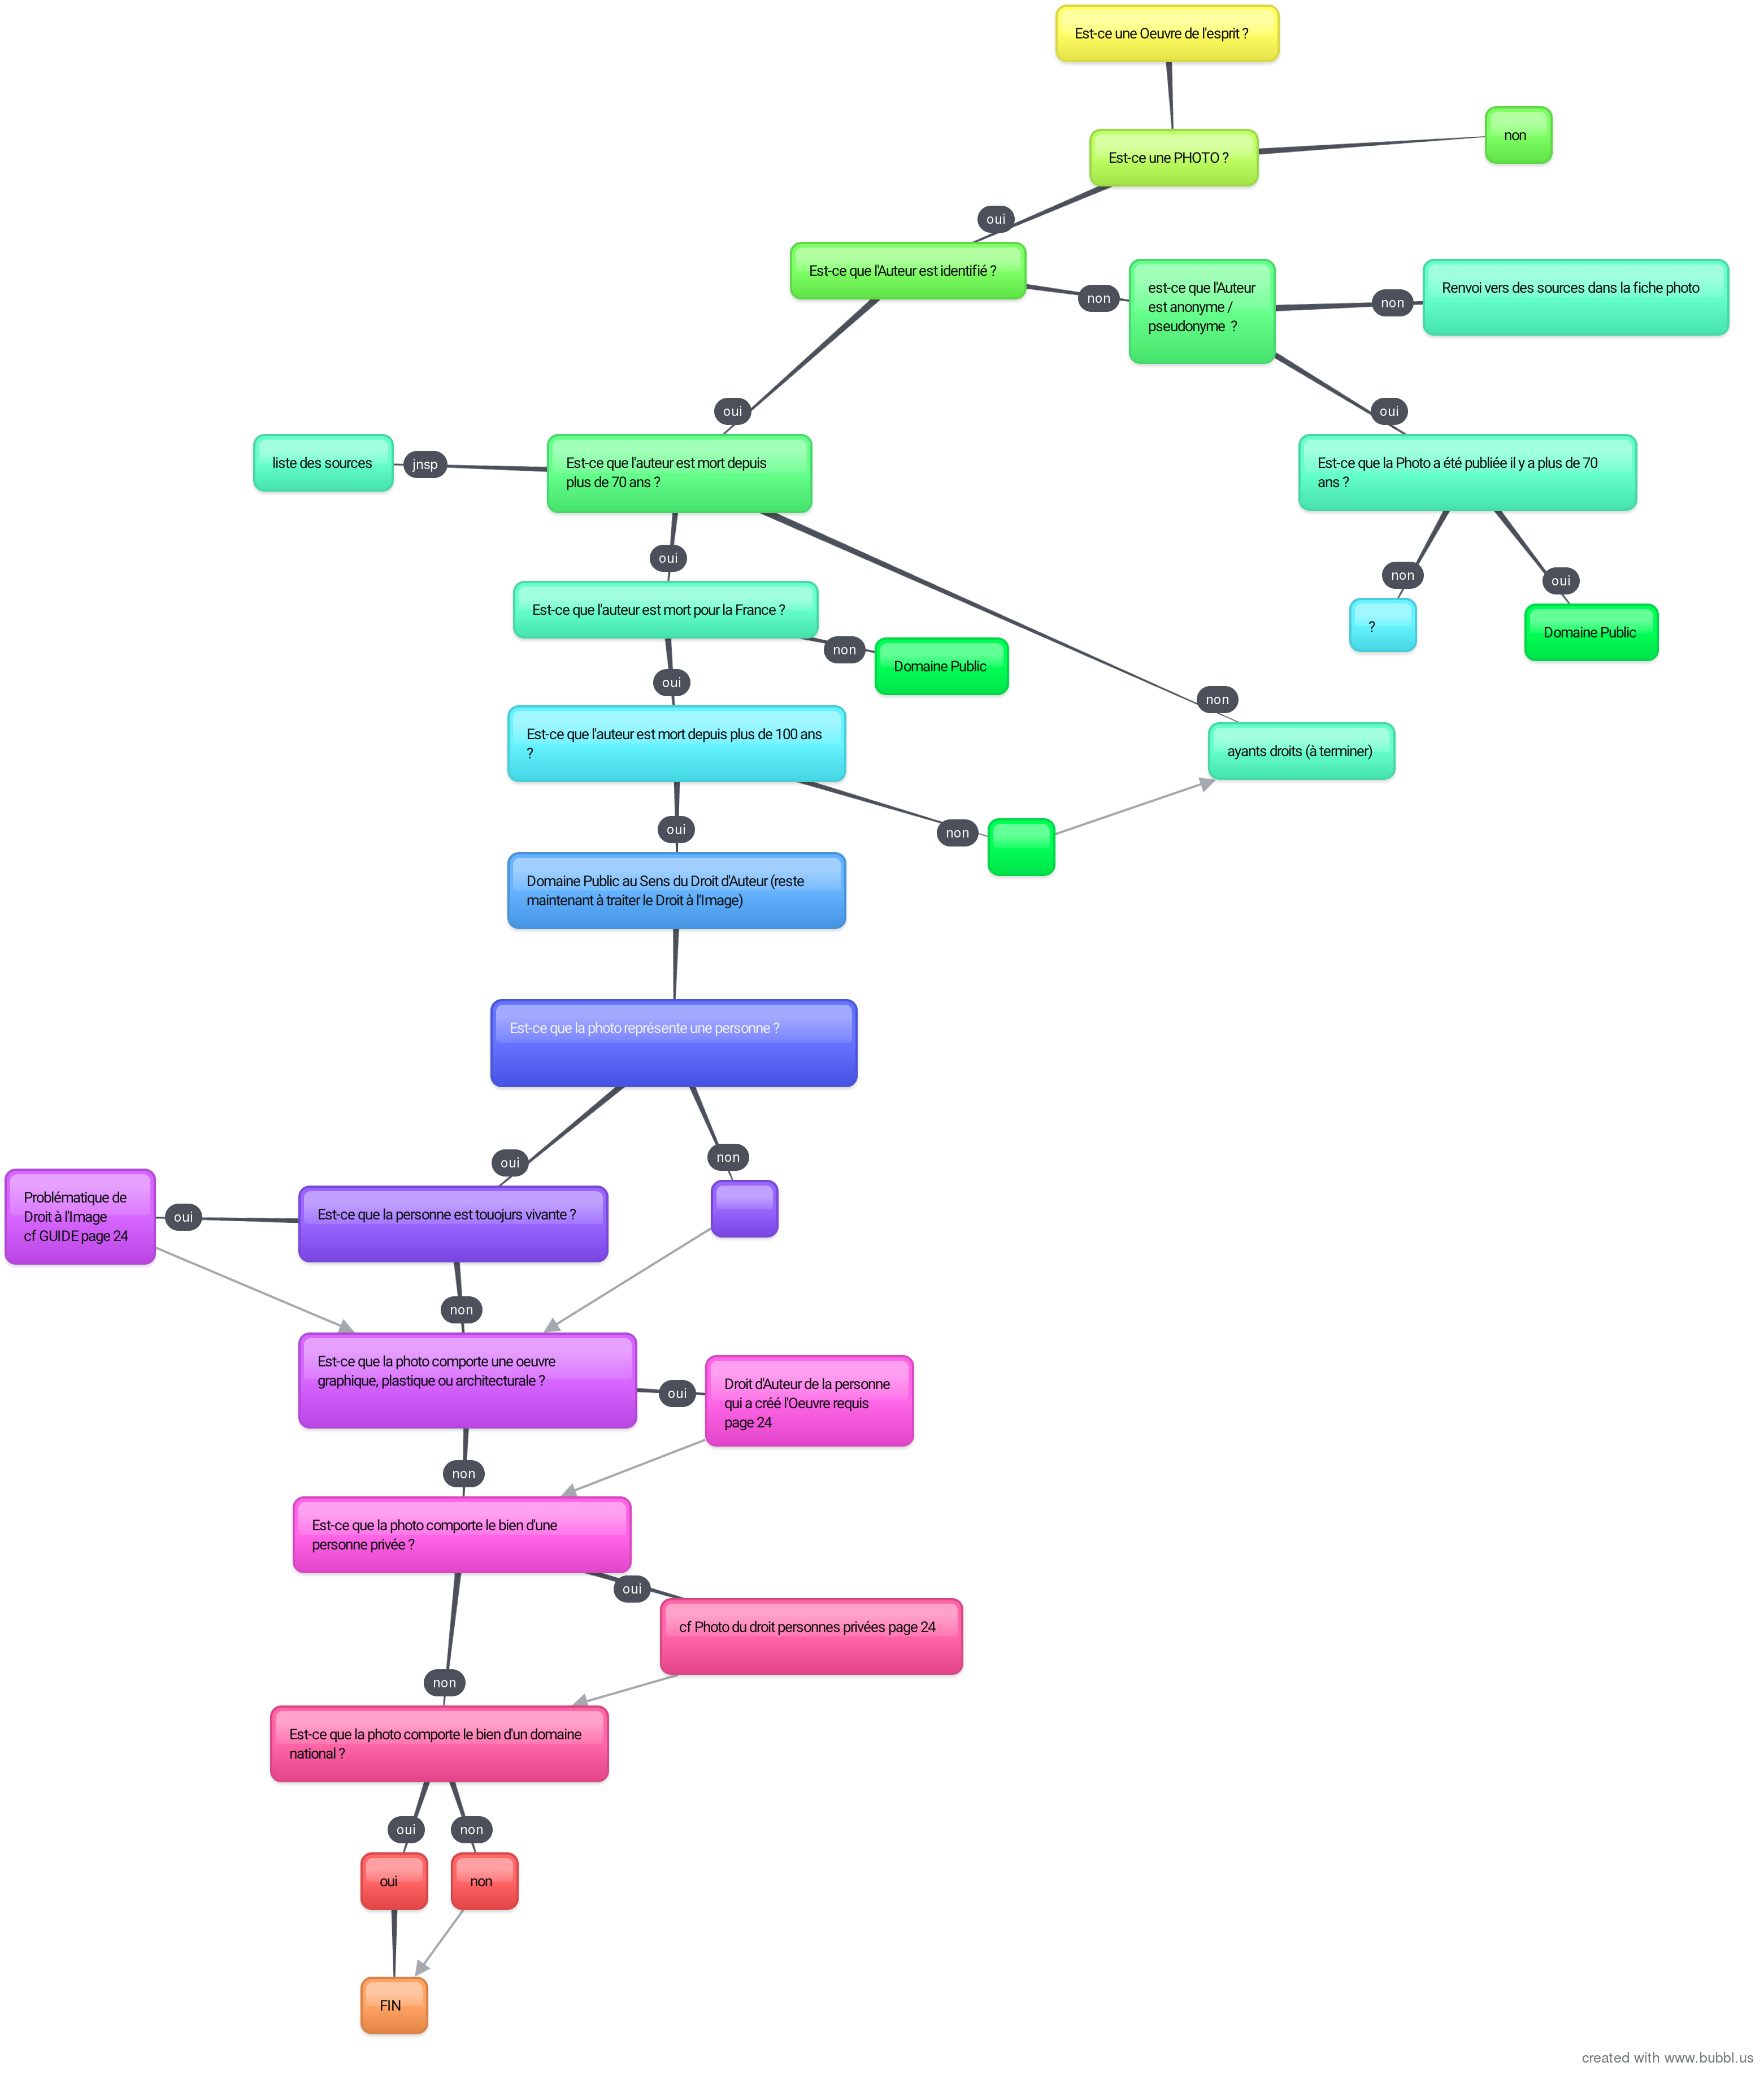 Est-ce une Oeuvre de l'esprit ?
non
Est-ce une PHOTO ?
oui
Est-ce que l'Auteur est identifié ?
non
est-ce que l'Auteur
est anonyme /
pseudonyme ?
non
Renvoi vers des sources dans la fiche photo
oui
oui
liste des sources
jnsp
Est-ce que l'auteur est mort depuis
plus de 70 ans ?
Est-ce que la Photo a été publiée il y a plus de 70
ans ?
oui
non
oui
Est-ce que l'auteur est mort pour la France ?
?
Domaine Public
non
Domaine Public
oui
non
Est-ce que l'auteur est mort depuis plus de 100 ans
?
ayants droits (à terminer)
oui
non
Domaine Public au Sens du Droit d'Auteur (reste
maintenant à traiter le Droit à l'Image)
Est-ce que la photo représente une personne ?
oui
non
Problématique de
Droit à l'Image
cf GUIDE page 24
oui
Est-ce que la personne est touojurs vivante ?
non
Est-ce que la photo comporte une oeuvre
graphique, plastique ou architecturale ?
oui
Droit d'Auteur de la personne
qui a créé l'Oeuvre requis
page 24
non
Est-ce que la photo comporte le bien d'une
personne privée ?
oui
cf Photo du droit personnes privées page 24
non
Est-ce que la photo comporte le bien d'un domaine
national ?
oui
non
oui
non
FIN
created with www.bubbl.us